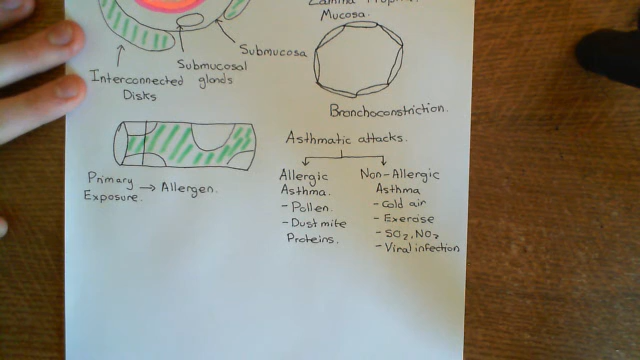 Mucosa.
Submucosa
Submucosal
glands
Interconnected
Disks
Bronchoconstriction.
Asthmatic attacks.
Primary
Exposure. → Allergen.
Allergic
Asthma.
- Pollen.
- Dust mite
Proteins.
Non-Allergic
Asthma
- Cold air
- Exercise
- SO₂, NO₂
- Viral infection